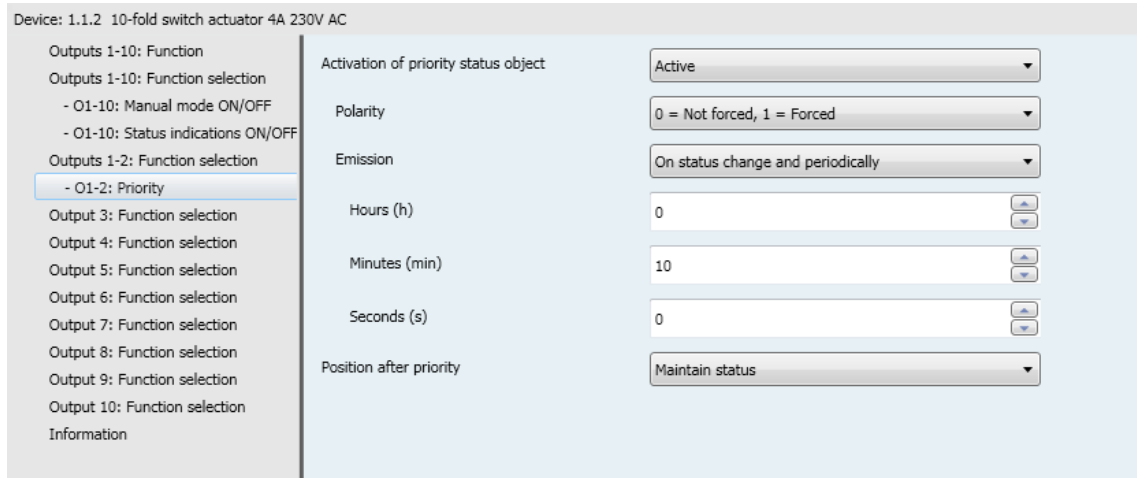 Device: 1.1.2 10-fold switch actuator 4A 230V AC
Outputs 1-10: Function
Outputs 1-10: Function selection
- O1-10: Manual mode ON/OFF
- O1-10: Status indications ON/OFF
Outputs 1-2: Function selection
- O1-2: Priority
Output 3: Function selection
Output 4: Function selection
Output 5: Function selection
Output 6: Function selection
Output 7: Function selection
Output 8: Function selection
Output 9: Function selection
Output 10: Function selection
Information
Activation of priority status object Active
Polarity 0 = Not forced, 1 = Forced
Emission On status change and periodically
Hours (h) 0
Minutes (min) 10
Seconds (s) 0
Position after priority Maintain status